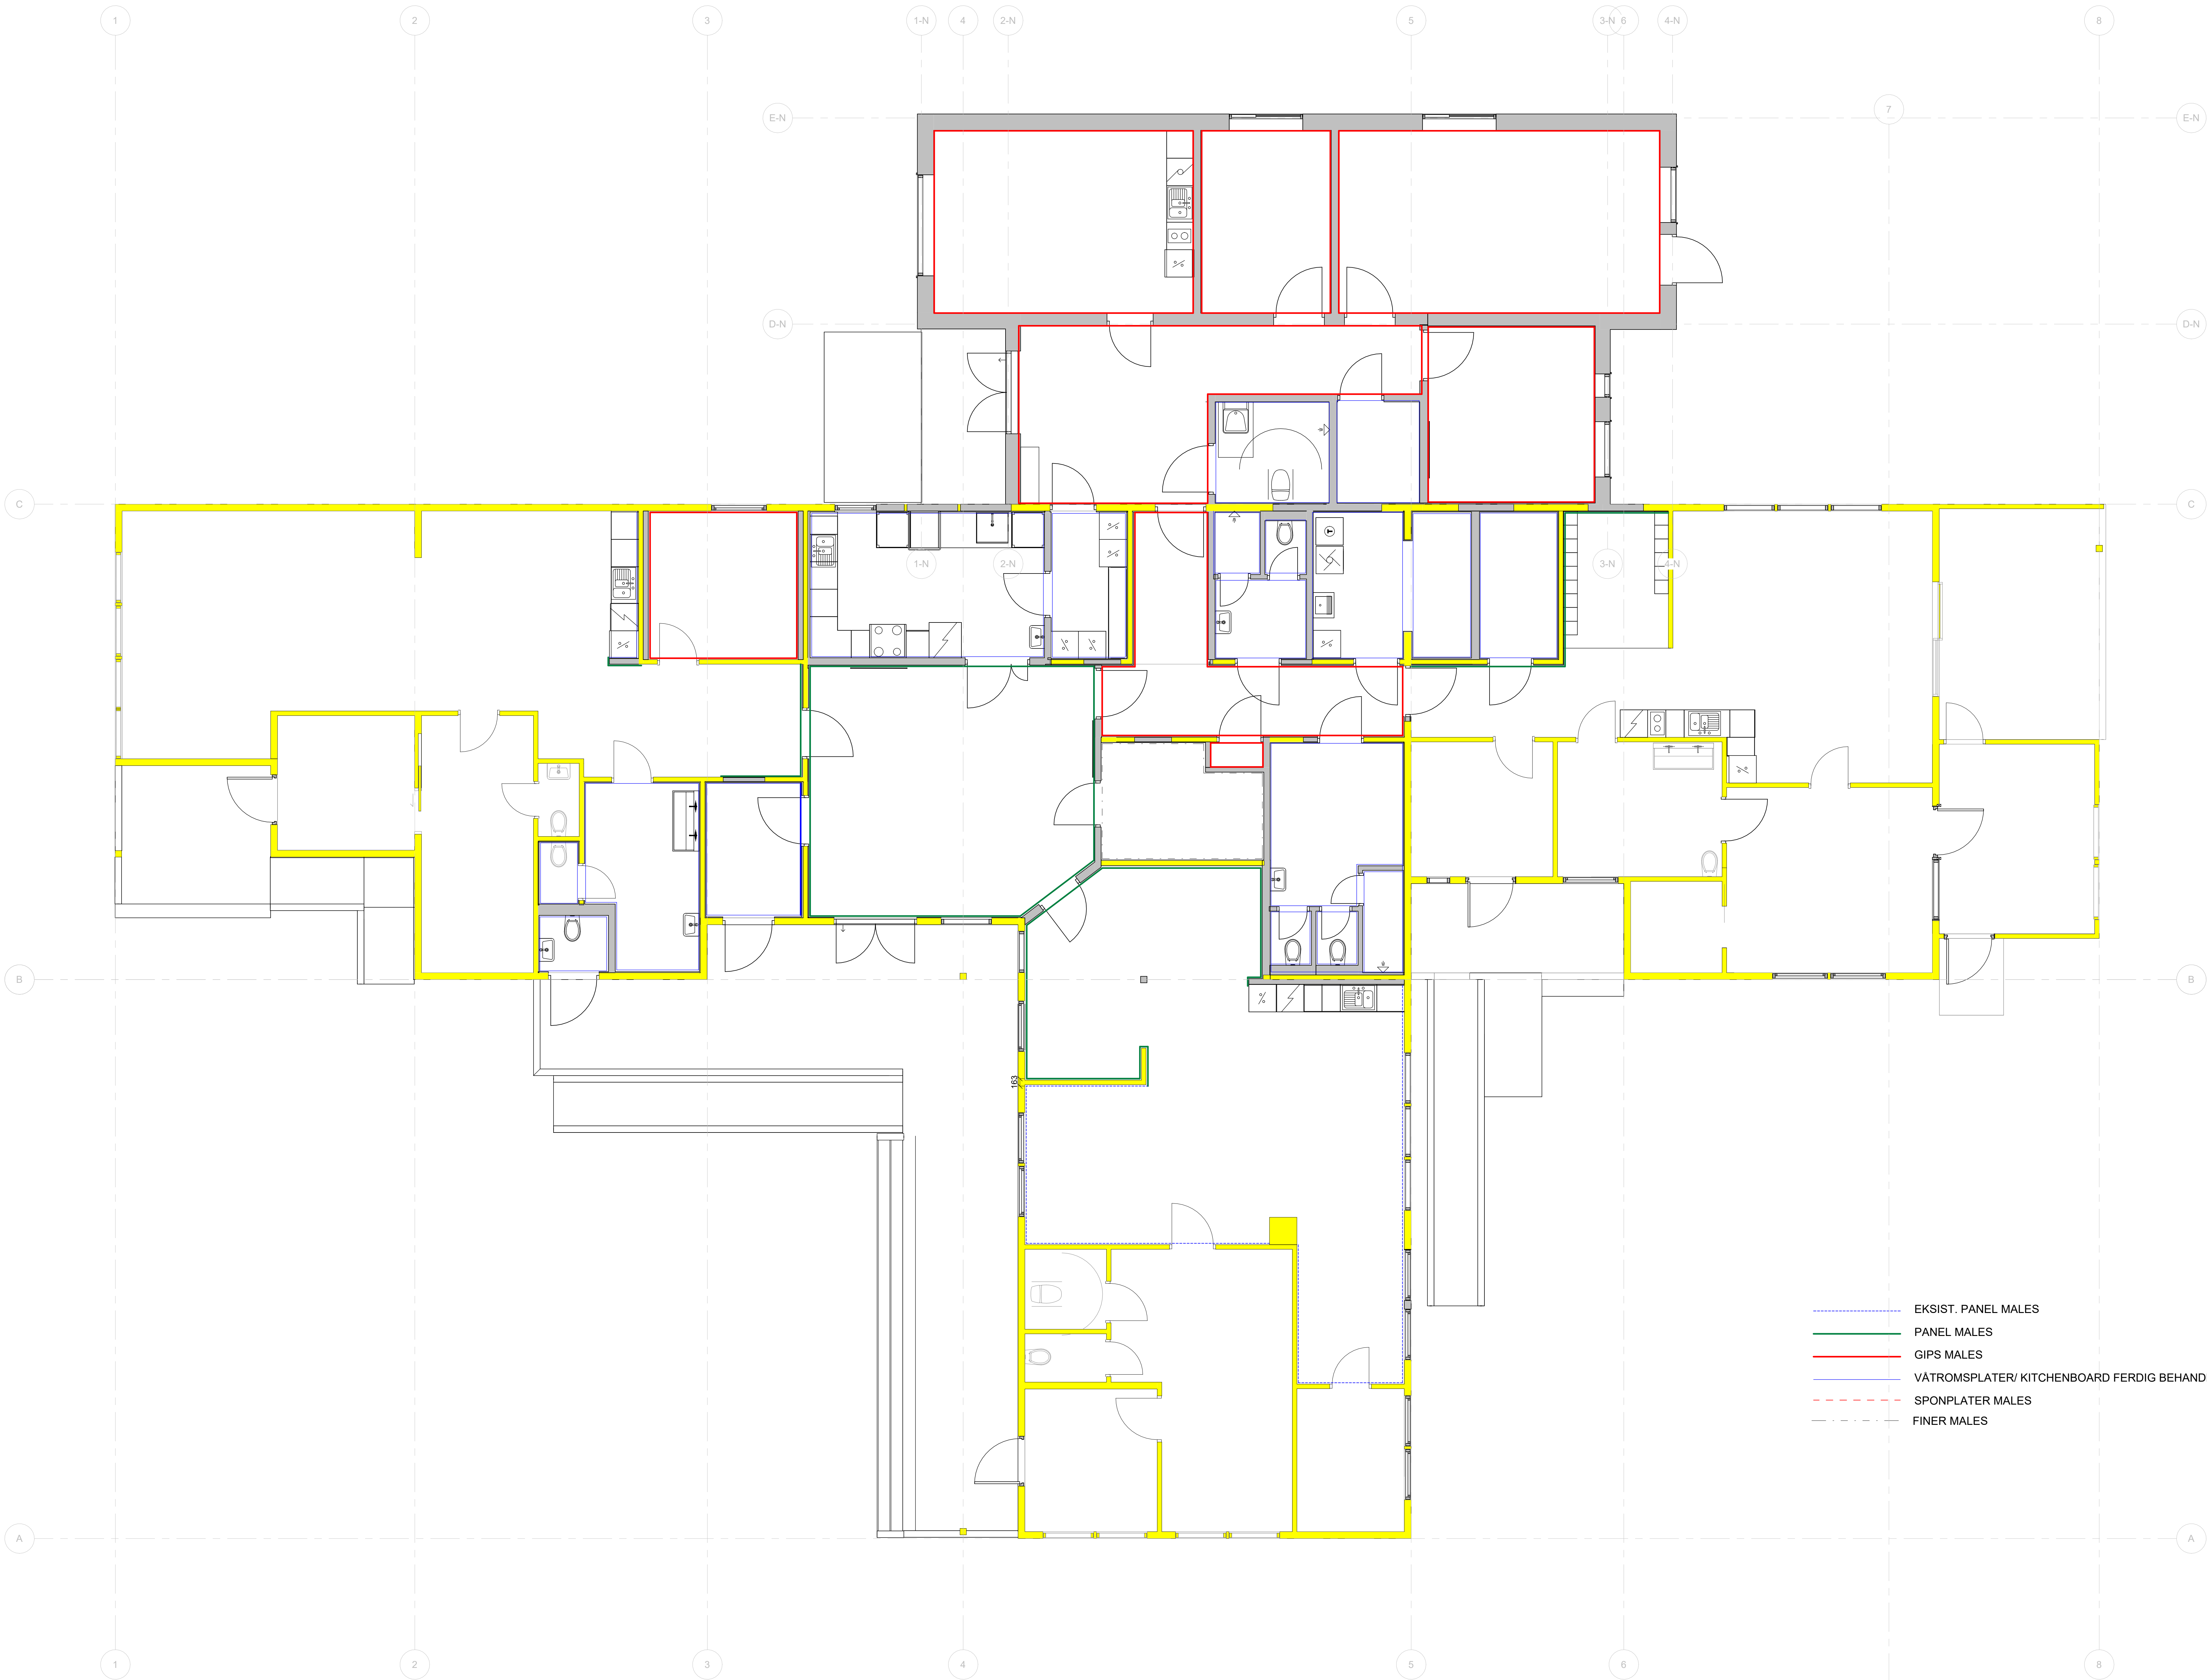 1 2 3 1-N 4 2-N 5 3-N 6 4-N 8
7
E-N E-N
D-N D-N
C C
1-N 2-N 3-N 4-N
B B
163
EKSIST. PANEL MALES
PANEL MALES
GIPS MALES
VÅTROMSPLATER/ KITCHENBOARD FERDIG BEHAND
SPONPLATER MALES
FINER MALES
A A
1 2 3 4 5 6 8